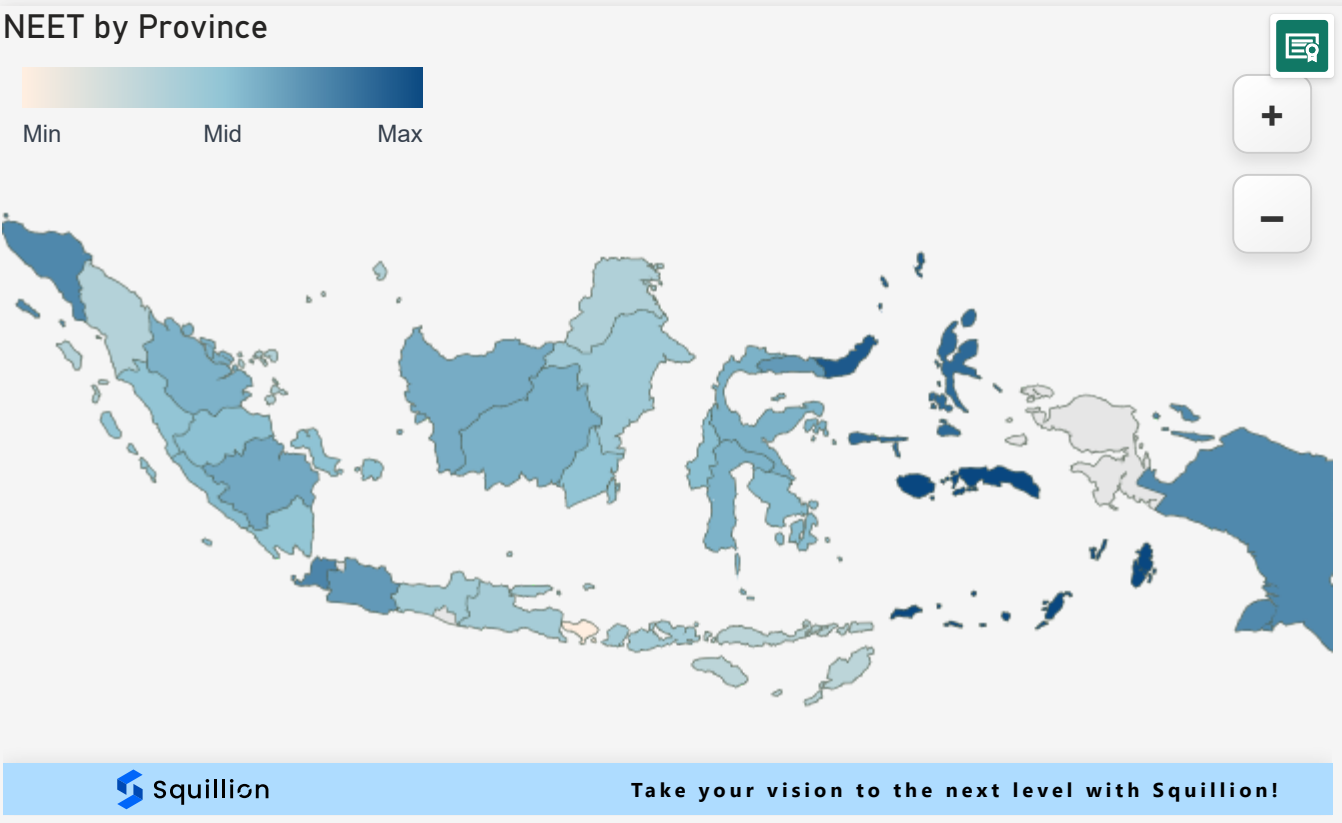 NEET by Province
Min Mid Max
+
−
Squillion
Take your vision to the next level with Squillion!